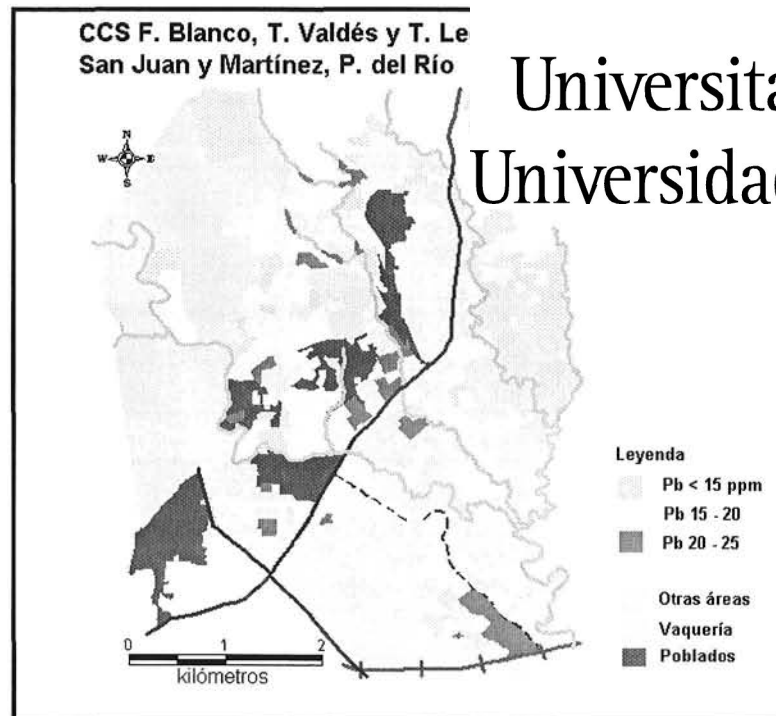 CCS F. Blanco, T. Valdés y T. Le
San Juan y Martínez, P. del Río
Universita
Universidad
N
W E
S
Leyenda
Pb < 15 ppm
Pb 15 - 20
Pb 20 - 25
Otras áreas
Vaquería
Poblados
0 1 2
kilómetros